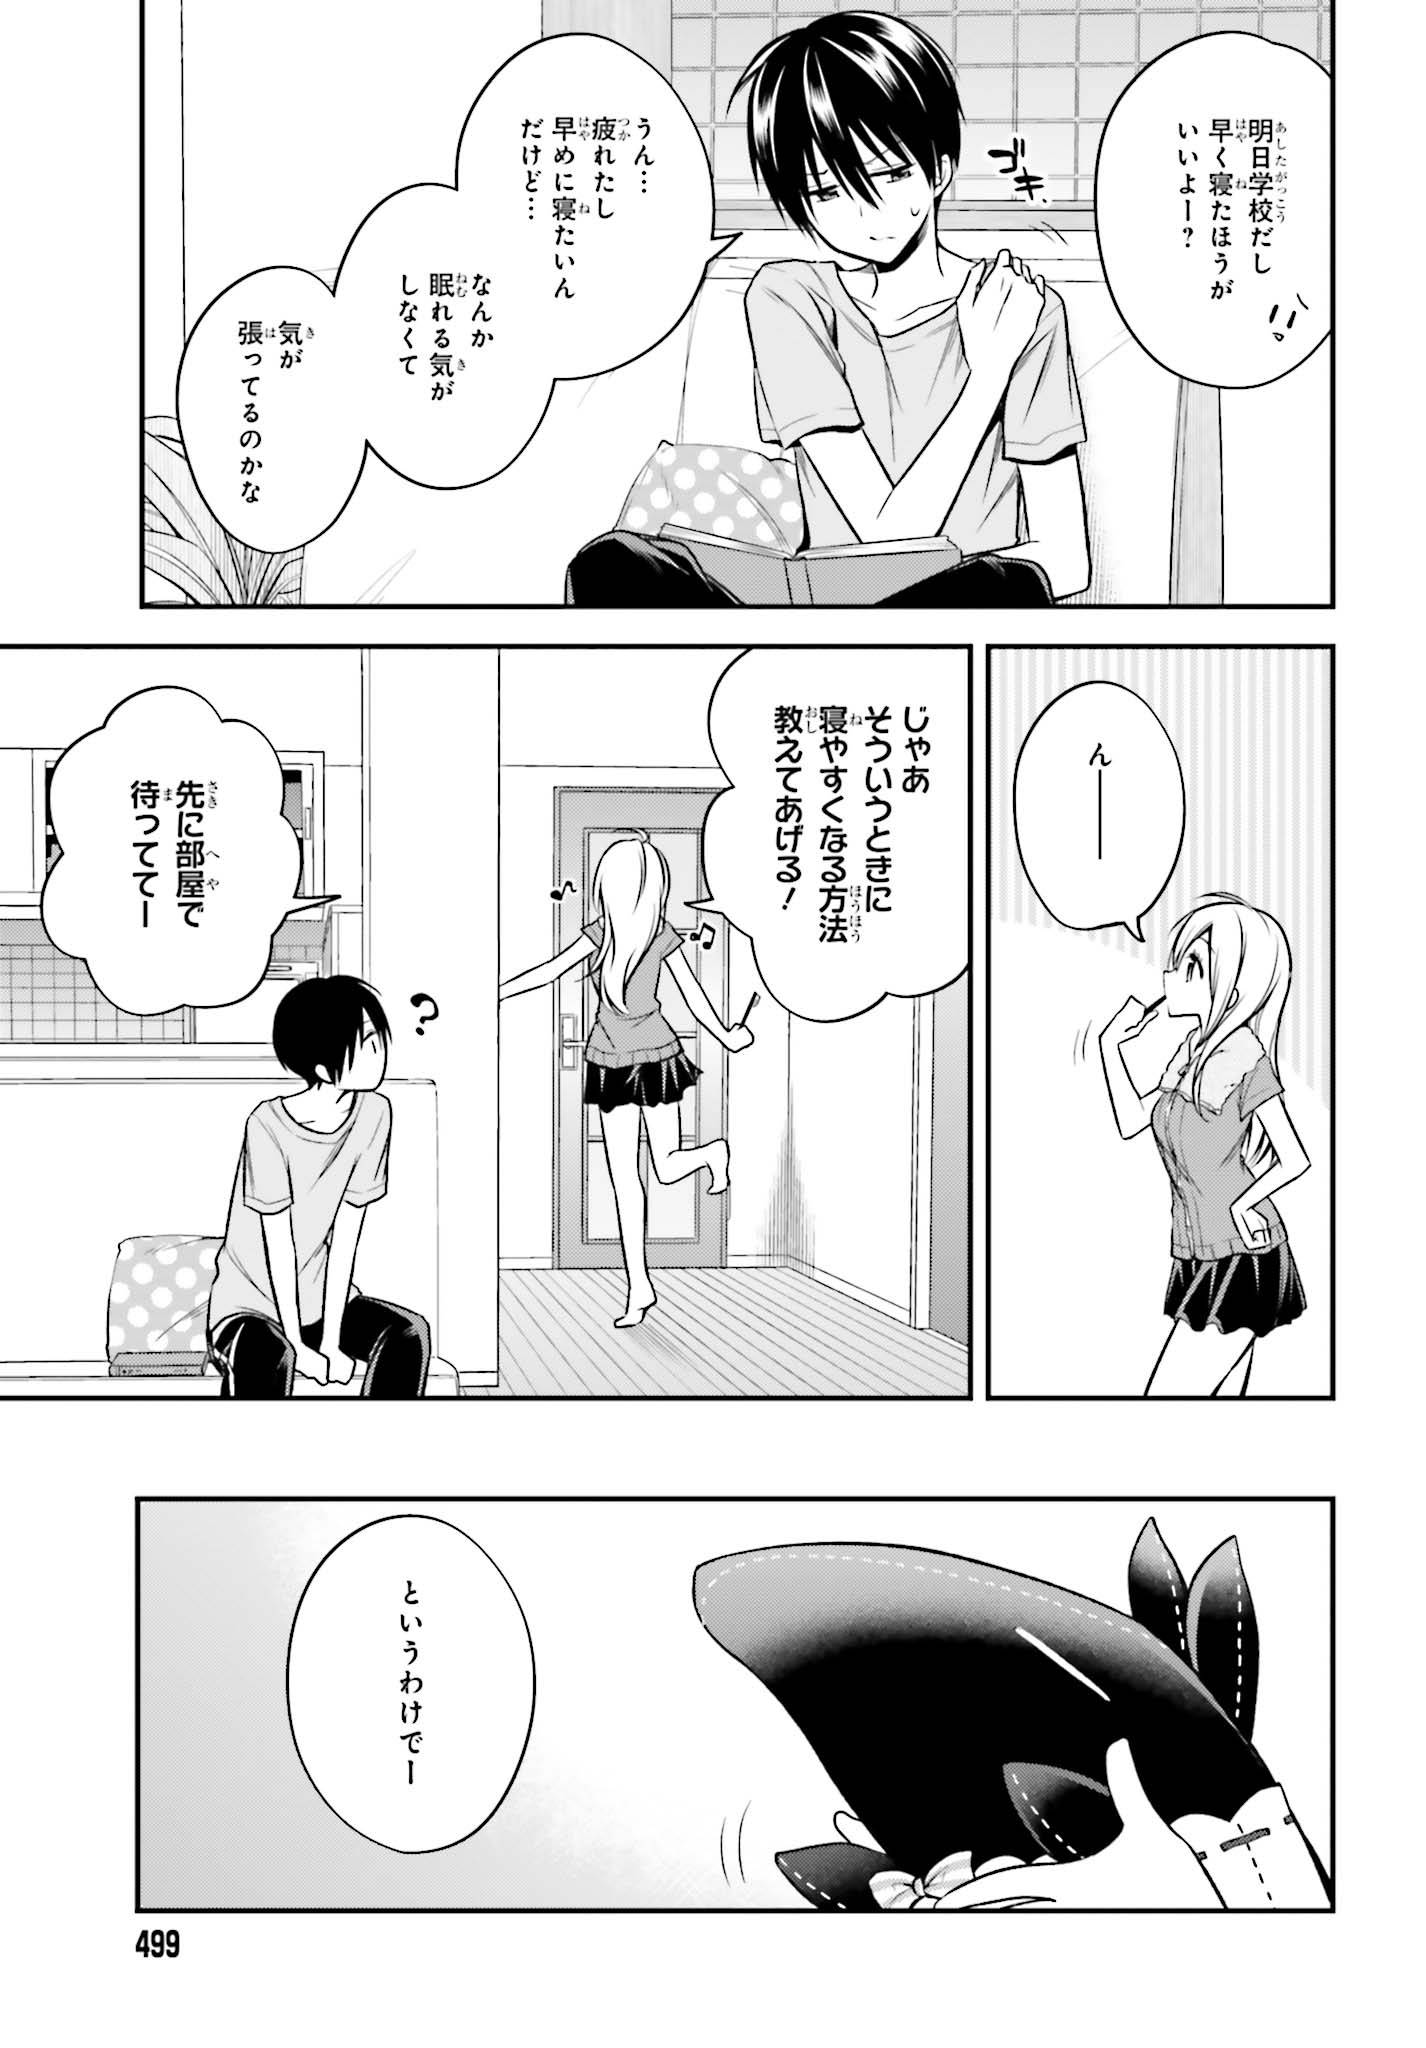 明日学校だし
早く寝たほうが
いいよー？
ゴキ
うん…
疲れたし
早めに寝たいん
だけど…
なんか
眠れる気が
しなくて
気が
張ってるのかな
んーー
じゃあ
そういうときに
寝やすくなる方法
教えてあげる！
先に部屋で
待っててー
？
というわけでー
499